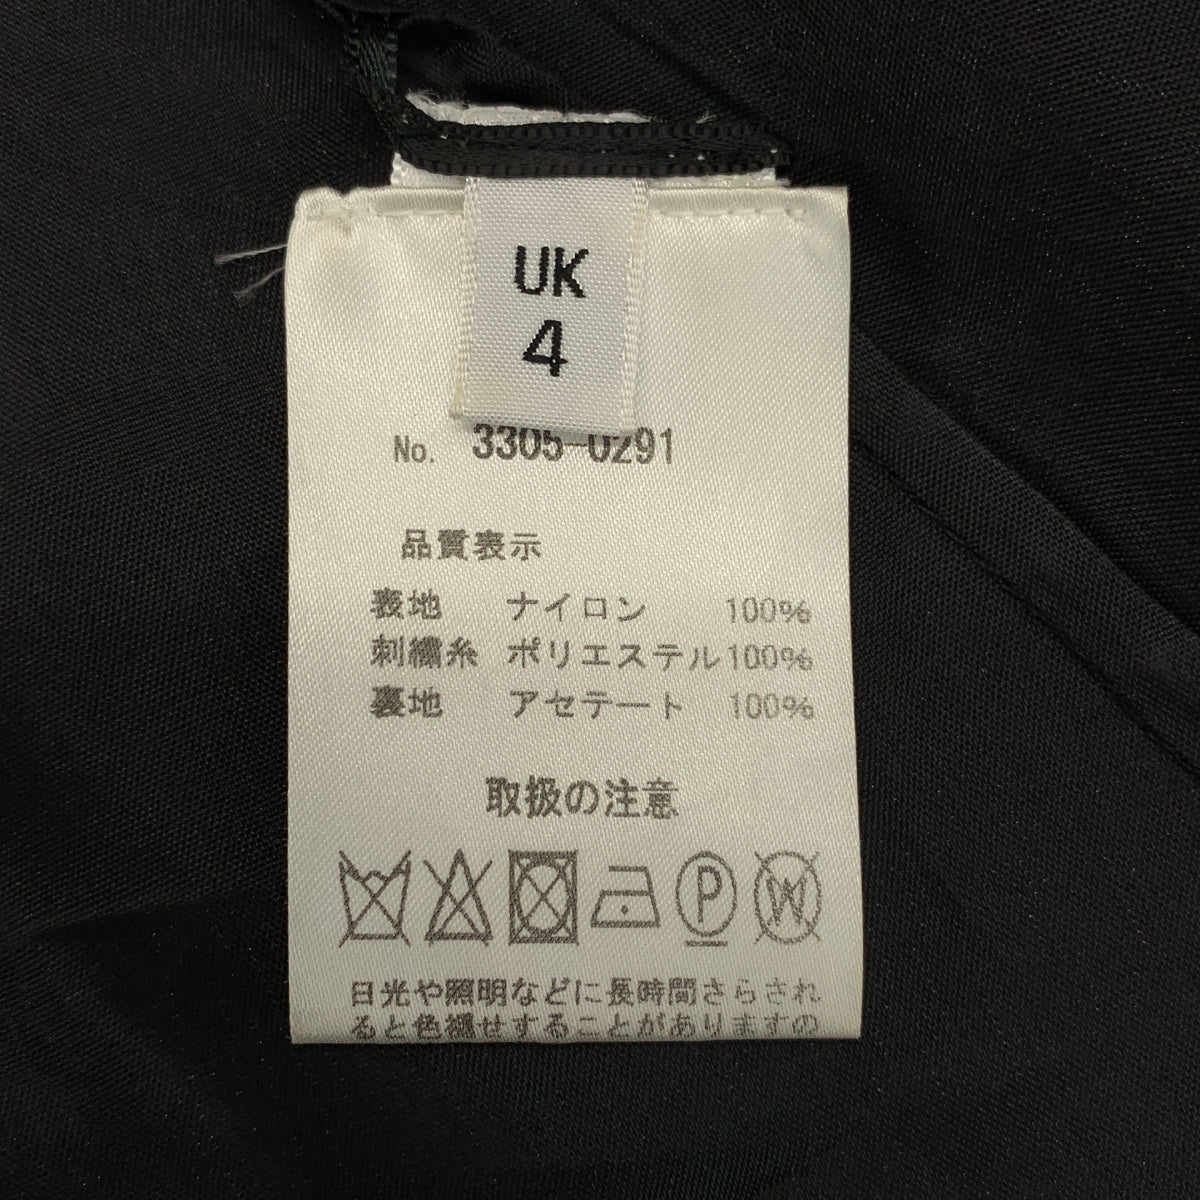 UK
4
No. 3305-0291
品質表示
表地 ナイロン 100%
刺繍糸 ポリエステル 100%
裏地 アセテート 100%
取扱の注意
P W
日光や照明などに長時間さらされ
ると色褪せすることがありますの